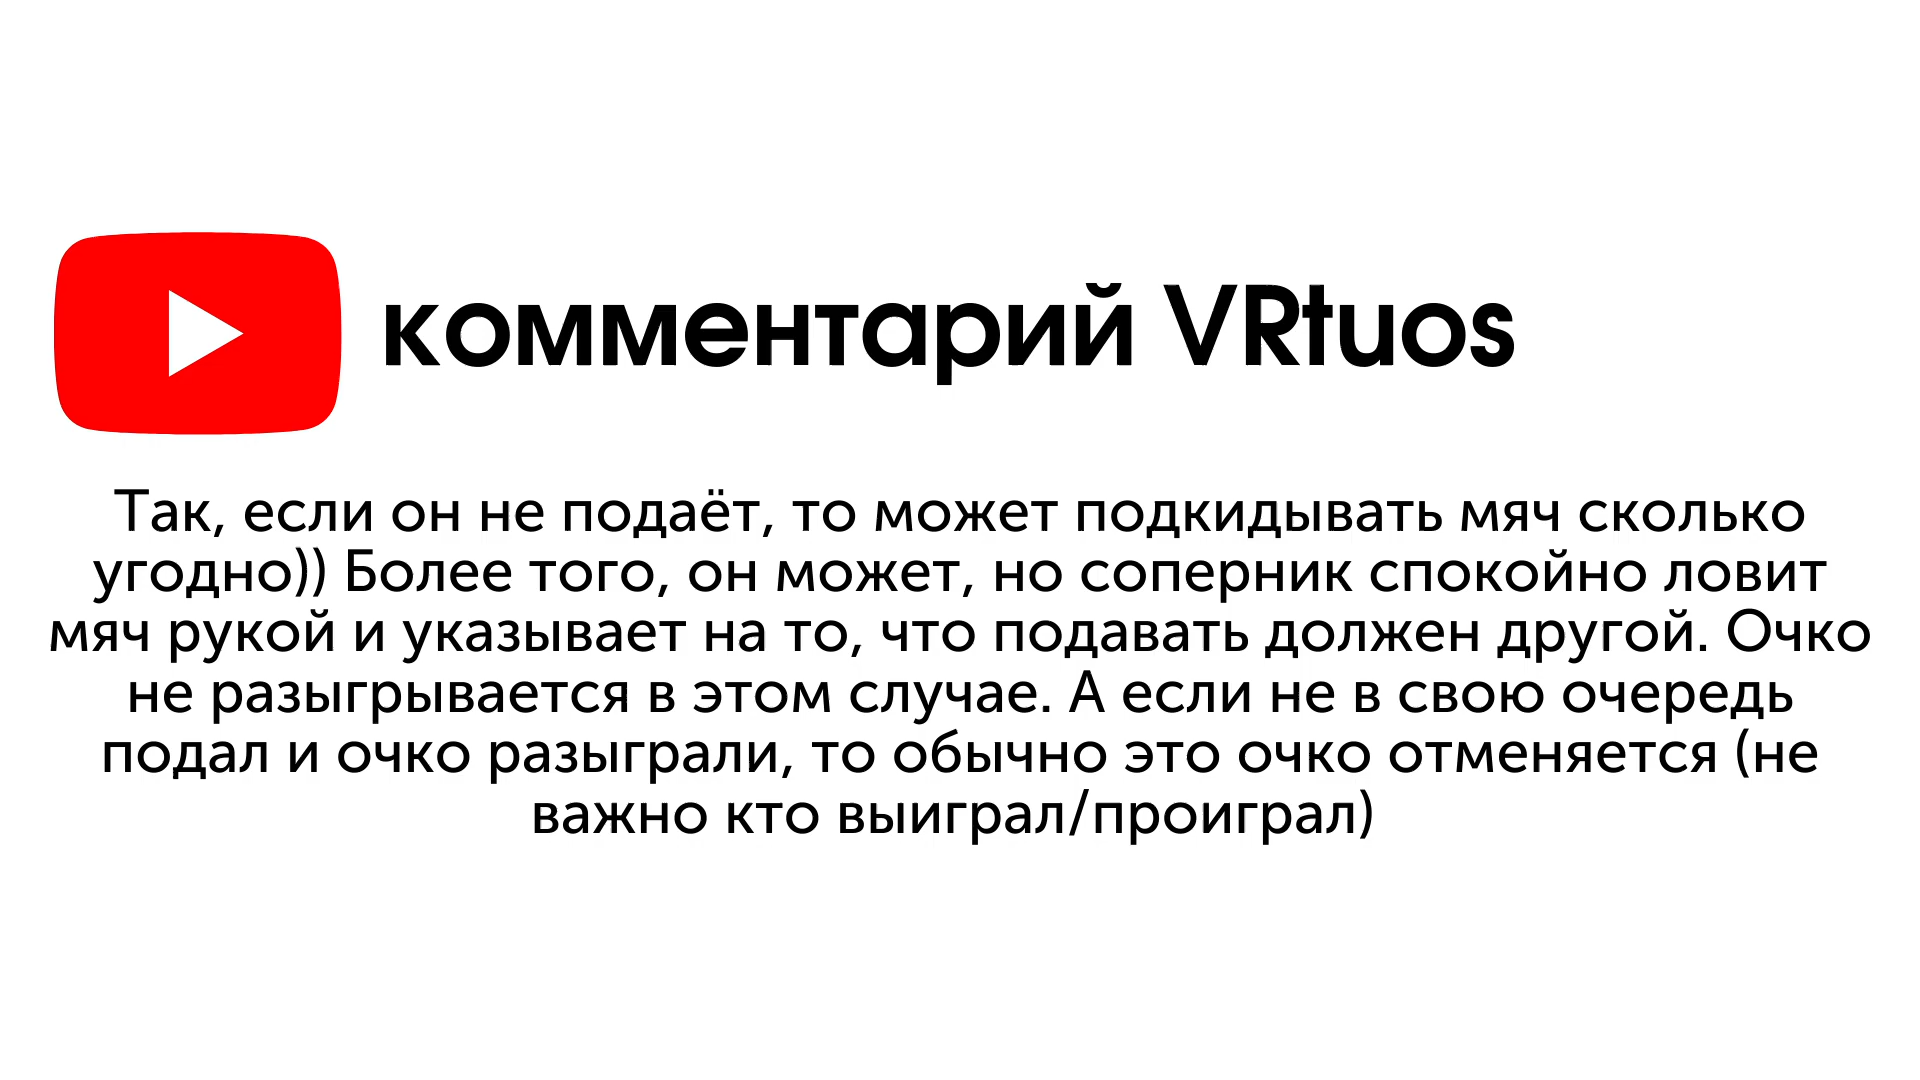 комментарий VRtuos
Так, если он не подаёт, то может подкидывать мяч сколько
угодно)) Более того, он может, но соперник спокойно ловит
мяч рукой и указывает на то, что подавать должен другой. Очко
не разыгрывается в этом случае. А если не в свою очередь
подал и очко разыграли, то обычно это очко отменяется (не
важно кто выиграл/проиграл)